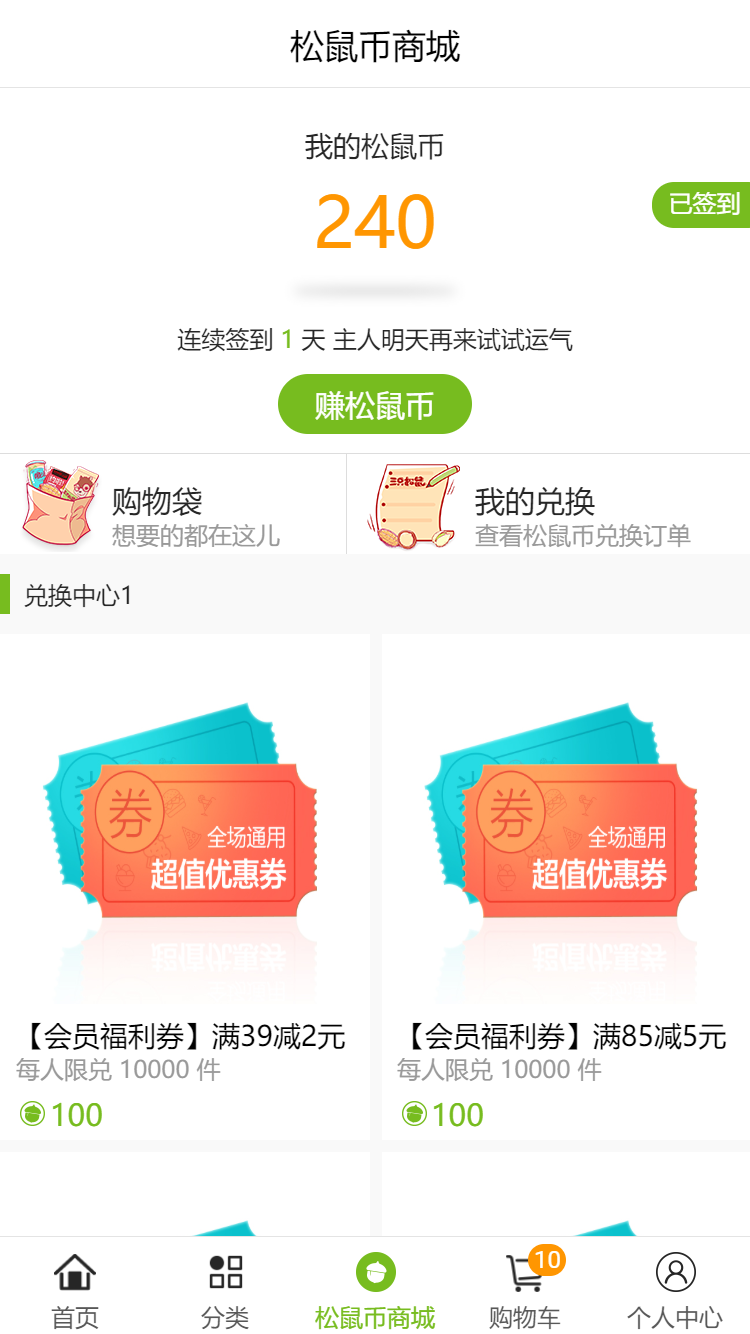 松鼠币商城
我的松鼠币
240
已签到
连续签到 1 天 主人明天再来试试运气
赚松鼠币
购物袋
想要的都在这儿
三只松鼠
我的兑换
查看松鼠币兑换订单
兑换中心1
券
全场通用
超值优惠券
券
全场通用
超值优惠券
【会员福利券】满39减2元
每人限兑 10000 件
100
【会员福利券】满85减5元
每人限兑 10000 件
100
10
首页
分类
松鼠币商城
购物车
个人中心